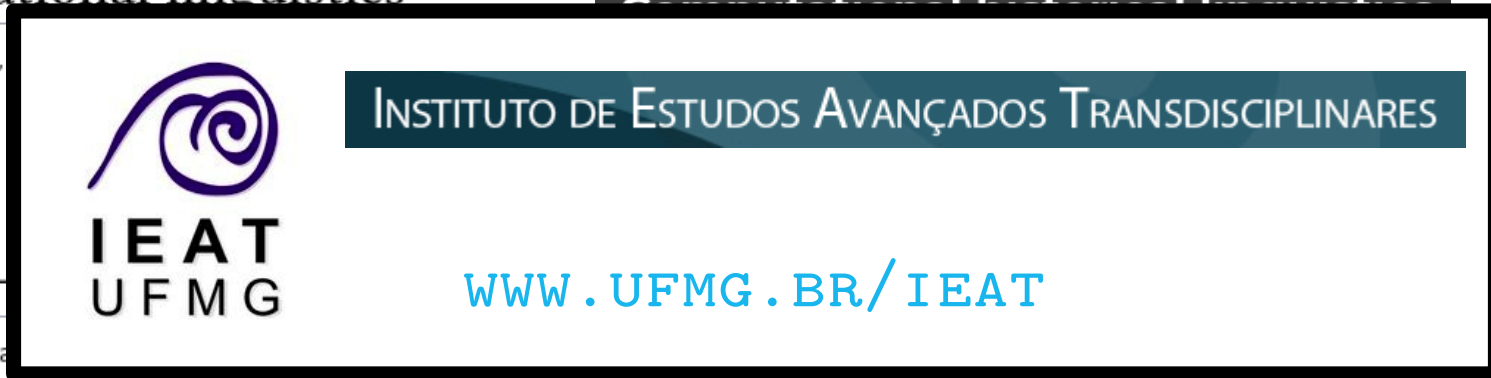 INSTITUTO DE ESTUDOS AVANÇADOS TRANSDISCIPLINARES
IEAT
UFMG
WWW.UFMG.BR/IEAT